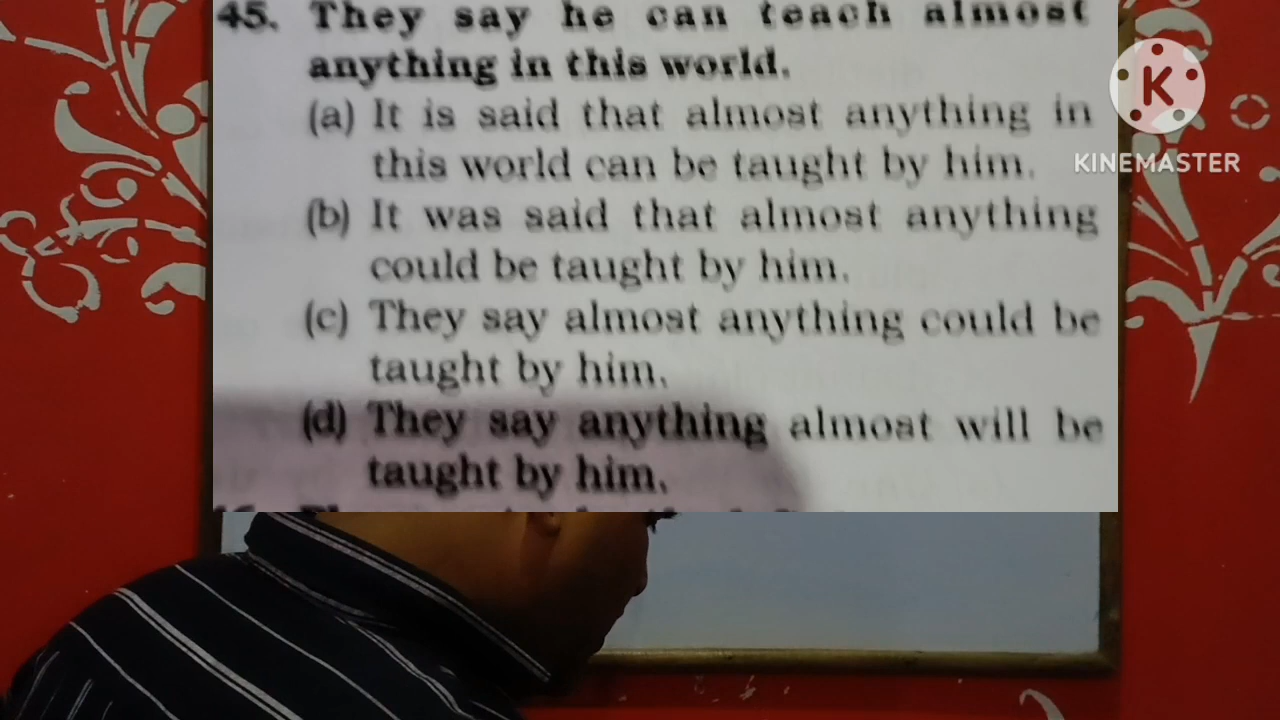 45. They say he can teach almost
anything in this world.
(a) It is said that almost anything in
this world can be taught by him.
(b) It was said that almost anything
could be taught by him.
(c) They say almost anything could be
taught by him.
(d) They say anything almost will be
taught by him.
K
KINEMASTER